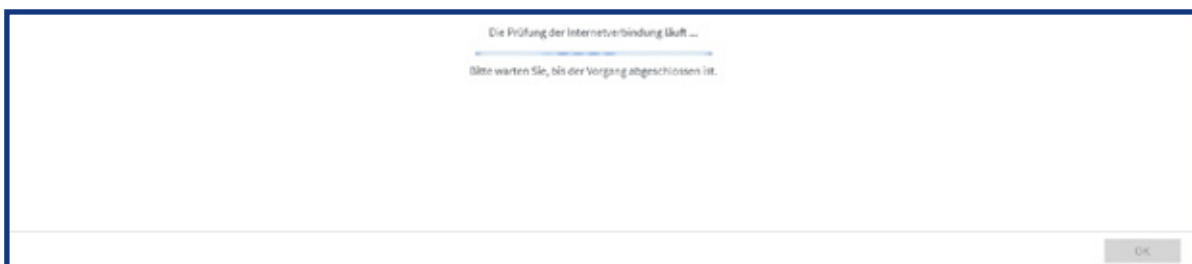 Die Prüfung der Internetverbindung läuft ...
Bitte warten Sie, bis der Vorgang abgeschlossen ist.
OK